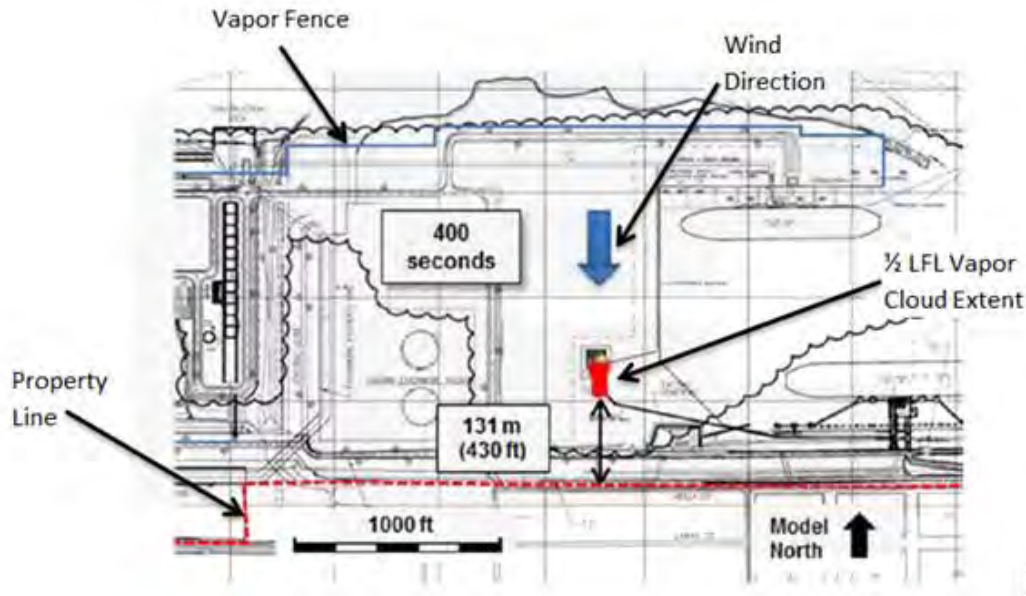 Vapor Fence
Wind
Direction
400
seconds
½ LFL Vapor
Cloud Extent
Property
Line
131 m
(430 ft)
1000 ft
Model
North